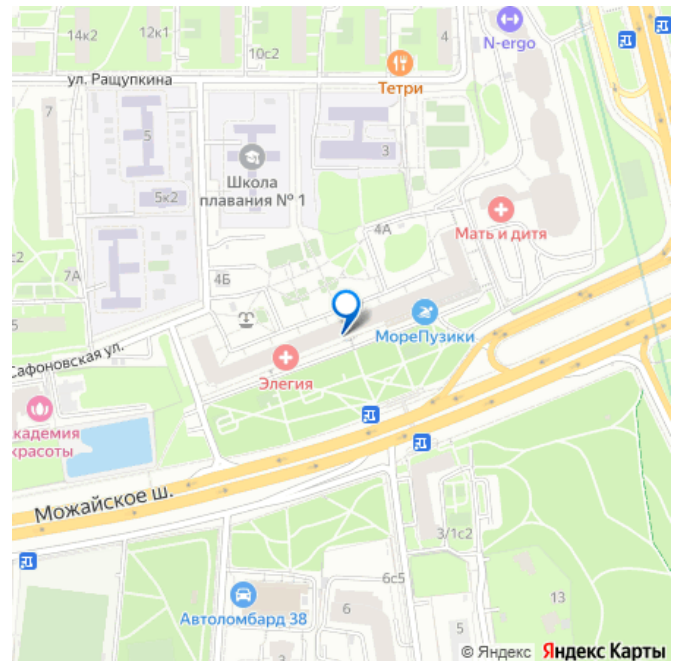 14к2
12к1
10с2
4
N-ergo
ул. Ращупкина
Тетри
7
5
3
Школа
плавания № 1
5к2
4А
Мать и дитя
с2
7А
4Б
5
МореПузики
Сафоновская ул.
Элегия
Академия
красоты
Можайское ш.
3/1с2
6с5
13
6
Автоломбард 38
5
3
© Яндекс Яндекс Карты